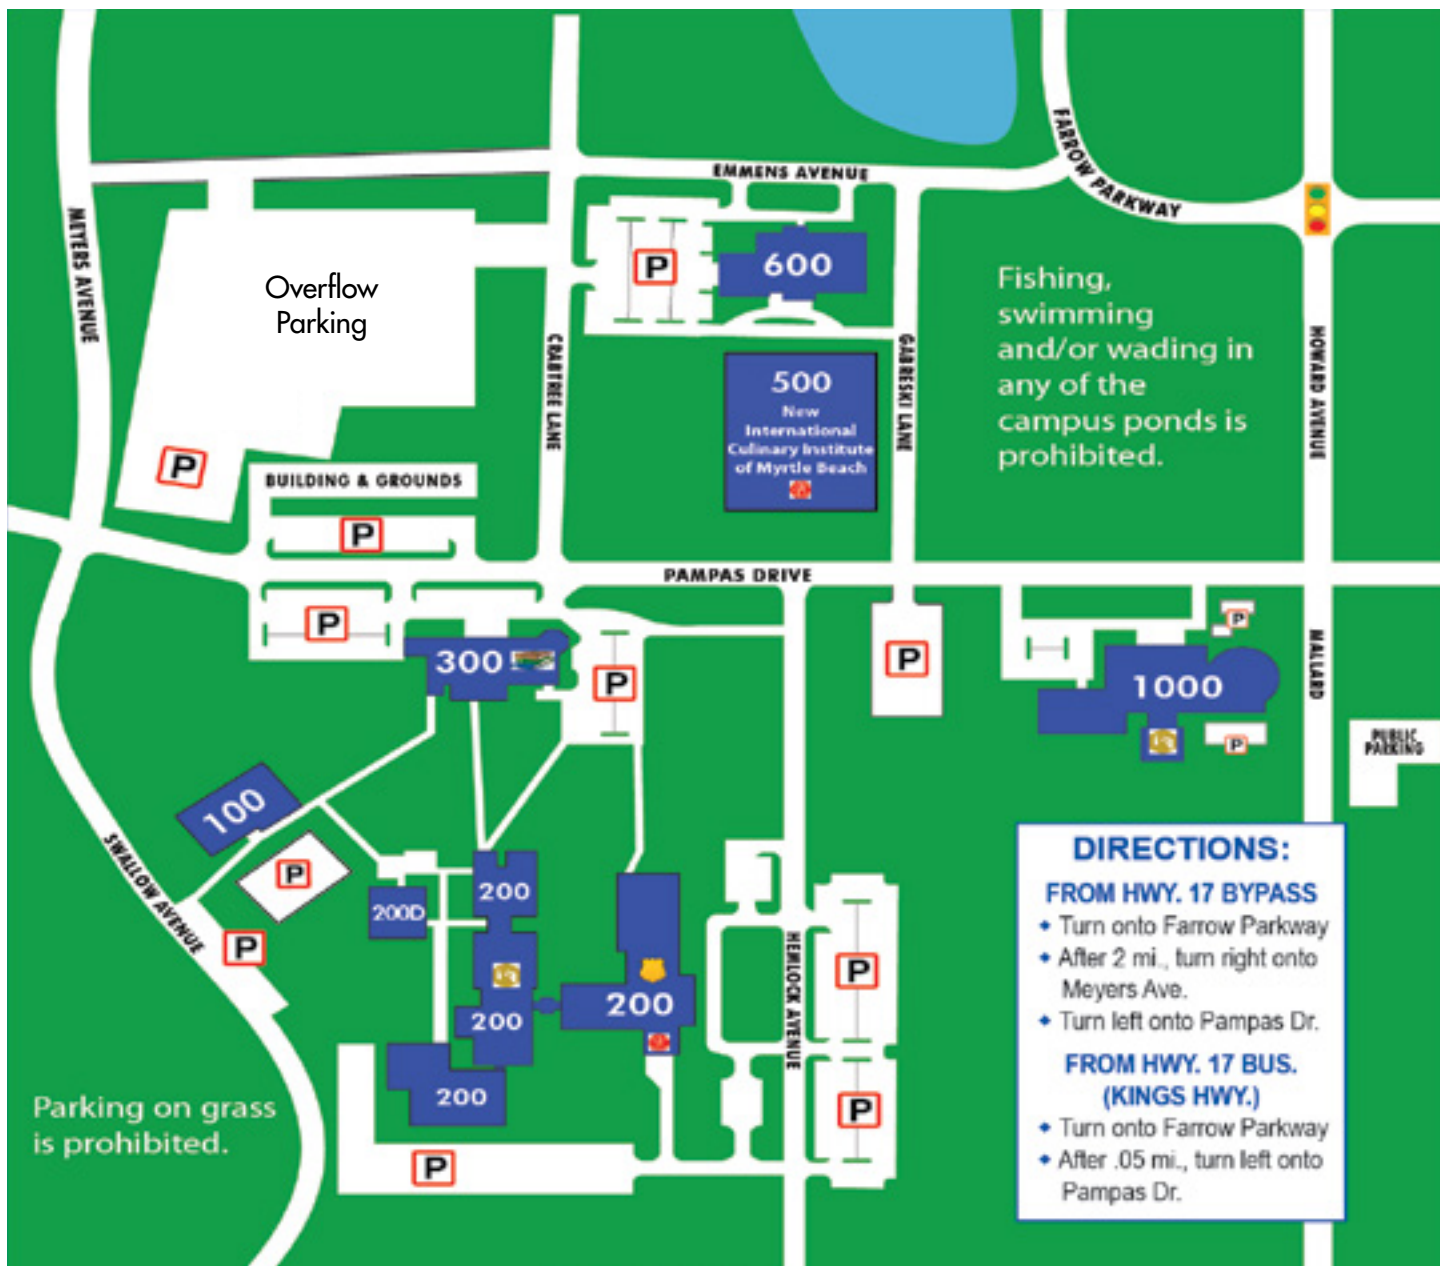 EMMENS AVENUE
FARROW PARKWAY
MEYERS AVENUE
Overflow
Parking
P
600
Fishing,
swimming
and/or wading in
any of the
campus ponds is
prohibited.
CRABTREE LANE
GABRESKI LANE
HOWARD AVENUE
500
New
International
Culinary Institute
of Myrtle Beach
P
BUILDING & GROUNDS
P
PAMPAS DRIVE
P
300
P
P
P
1000
MALLARD
P
PUBLIC
PARKING
100
SWALLOW AVENUE
P
P
200
200D
200
200
200
HEMLOCK AVENUE
P
P
P
Parking on grass
is prohibited.
DIRECTIONS:
FROM HWY. 17 BYPASS
Turn onto Farrow Parkway
After 2 mi., turn right onto
Meyers Ave.
Turn left onto Pampas Dr.
FROM HWY. 17 BUS.
(KINGS HWY.)
Turn onto Farrow Parkway
After .05 mi., turn left onto
Pampas Dr.